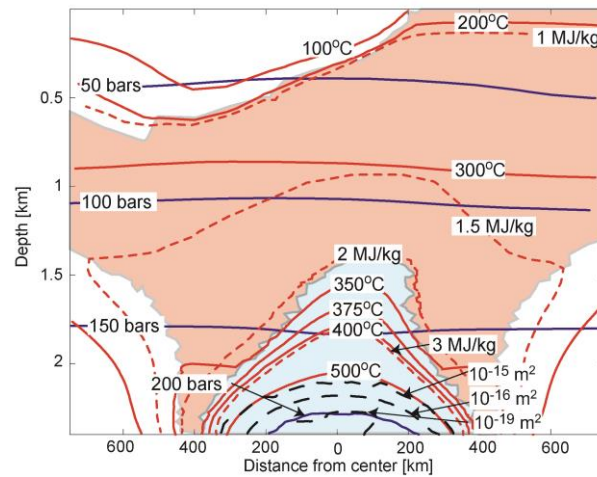 100°C
200°C
1 MJ/kg
50 bars
0.5
300°C
1
100 bars
1.5 MJ/kg
Depth [km]
2 MJ/kg
1.5
350°C
375°C
150 bars
400°C
3 MJ/kg
2
500°C
10⁻¹⁵ m²
200 bars
10⁻¹⁶ m²
10⁻¹⁹ m²
600 400 200 0 200 400 600
Distance from center [km]